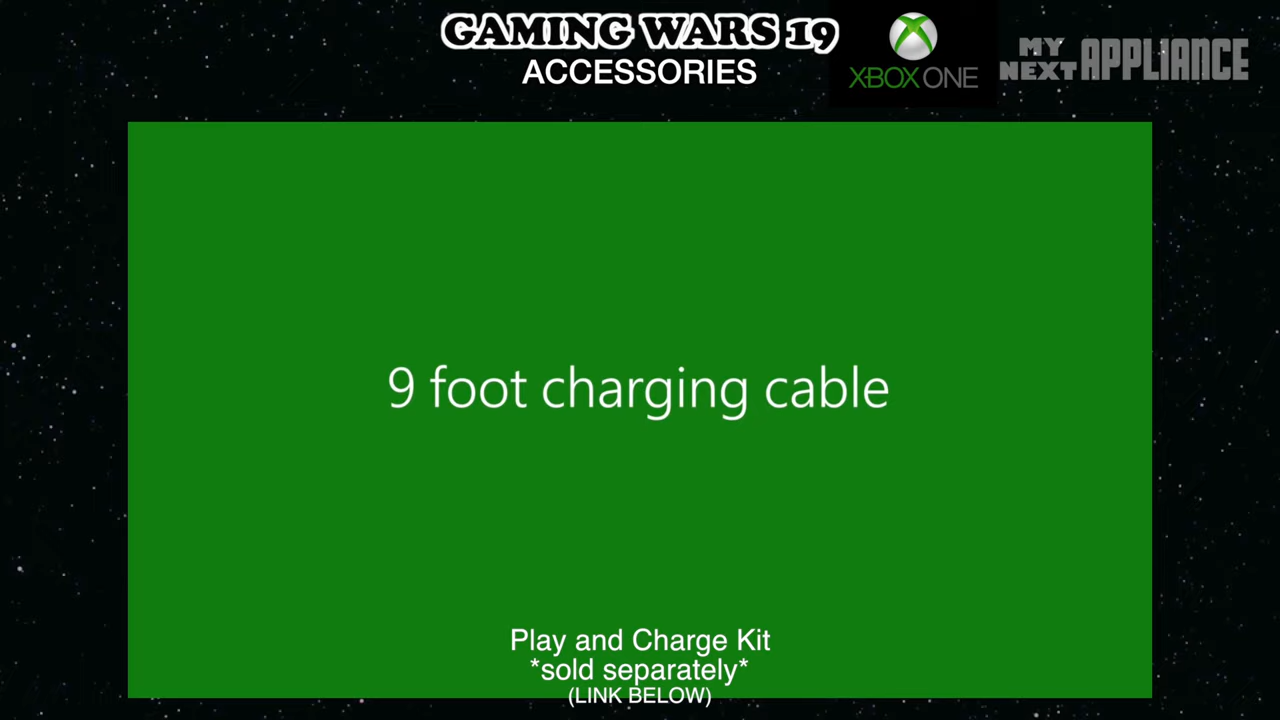 GAMING WARS 19
ACCESSORIES
XBOX ONE
MY
NEXT APPLIANCE
9 foot charging cable
Play and Charge Kit
*sold separately*
(LINK BELOW)